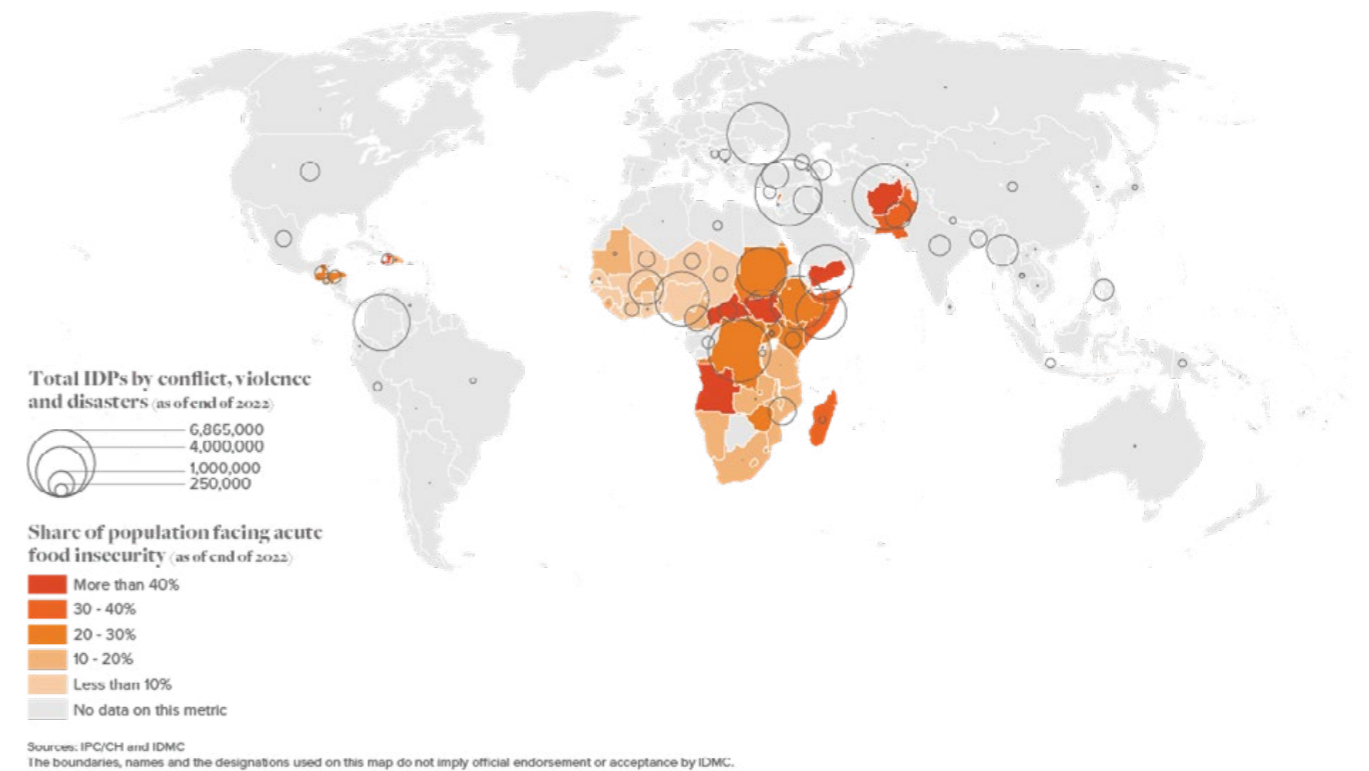 Total IDPs by conflict, violence
and disasters (as of end of 2022)
6,865,000
4,000,000
1,000,000
250,000
Share of population facing acute
food insecurity (as of end of 2022)
More than 40%
30 - 40%
20 - 30%
10 - 20%
Less than 10%
No data on this metric
Sources: IPC/CH and IDMC
The boundaries, names and the designations used on this map do not imply official endorsement or acceptance by IDMC.